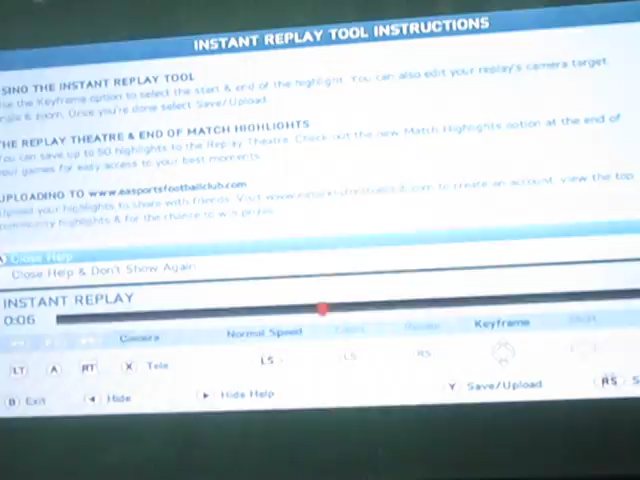 INSTANT REPLAY TOOL INSTRUCTIONS
SING THE INSTANT REPLAY TOOL
se the Keyframe option to select the start & end of the highlight. You can also edit your replay's camera target,
ngle & zoom. Once you're done select Save/Upload.
THE REPLAY THEATRE & END OF MATCH HIGHLIGHTS
You can save up to 50 highlights to the Replay Theatre. Check out the new Match Highlights option at the end of
your games for easy access to your best moments.
UPLOADING TO www.easportsfootballclub.com
Upload your highlights to share with friends. Visit www.easportsfootballclub.com to create an account, view the top
community highlights & for the chance to win prizes.
A Close Help
Close Help & Don't Show Again
INSTANT REPLAY
0:06
Camera Normal Speed Keyframe
LT A RT X Tele LS LS RS
B Exit Hide Hide Help Y Save/Upload RS S